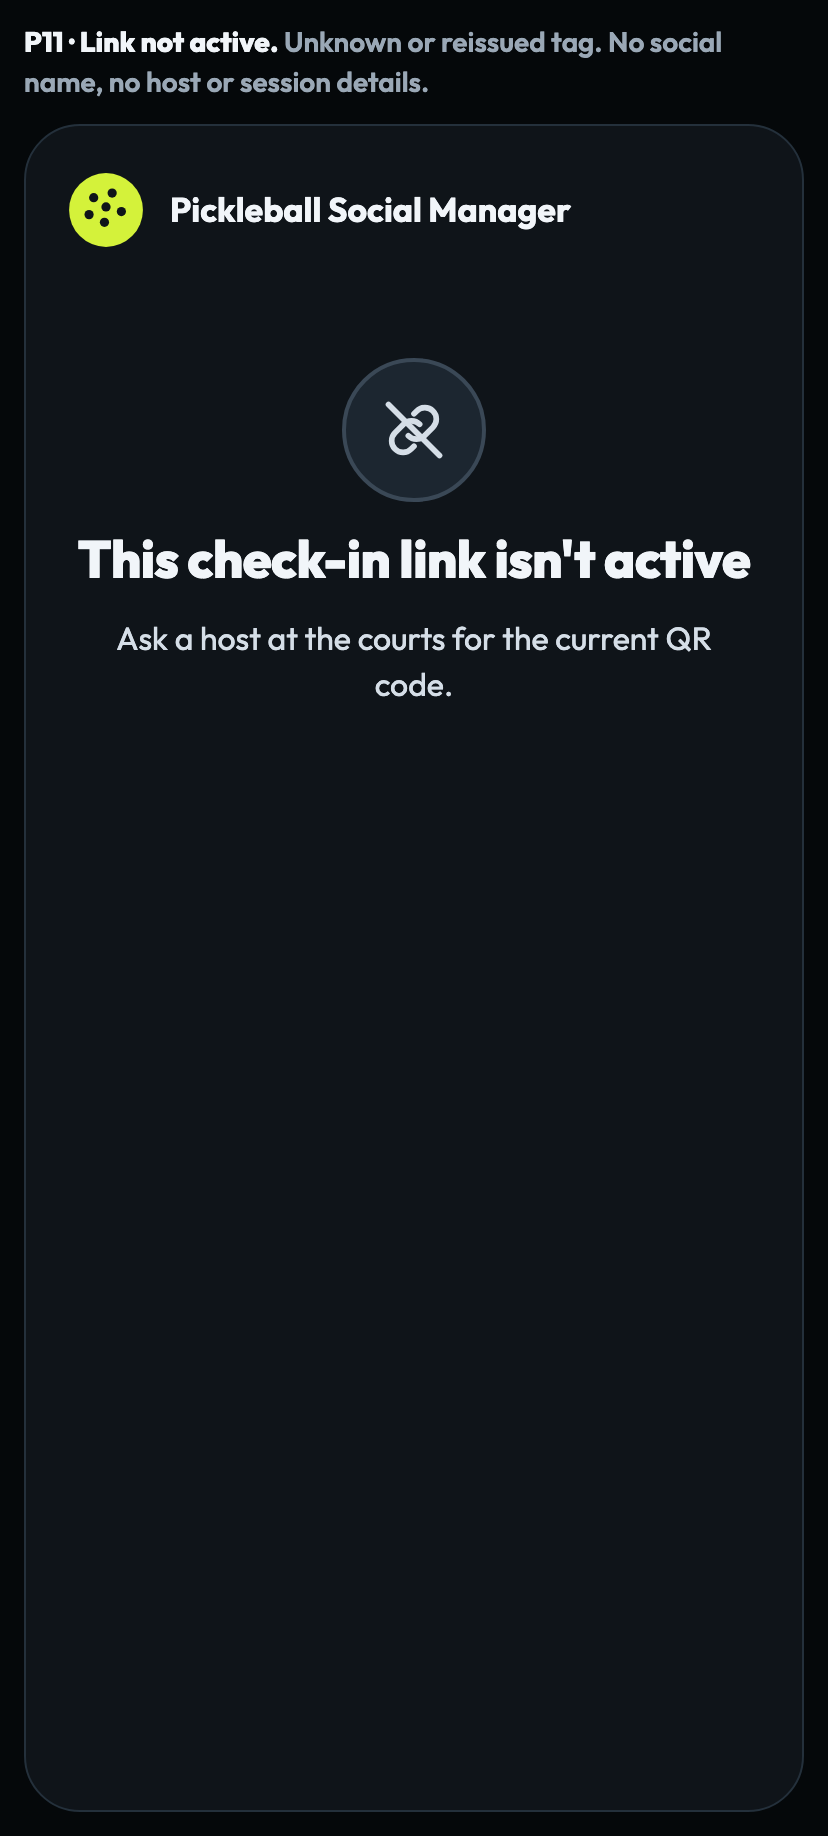 P11 · Link not active. Unknown or reissued tag. No social
name, no host or session details.
Pickleball Social Manager
This check-in link isn't active
Ask a host at the courts for the current QR
code.